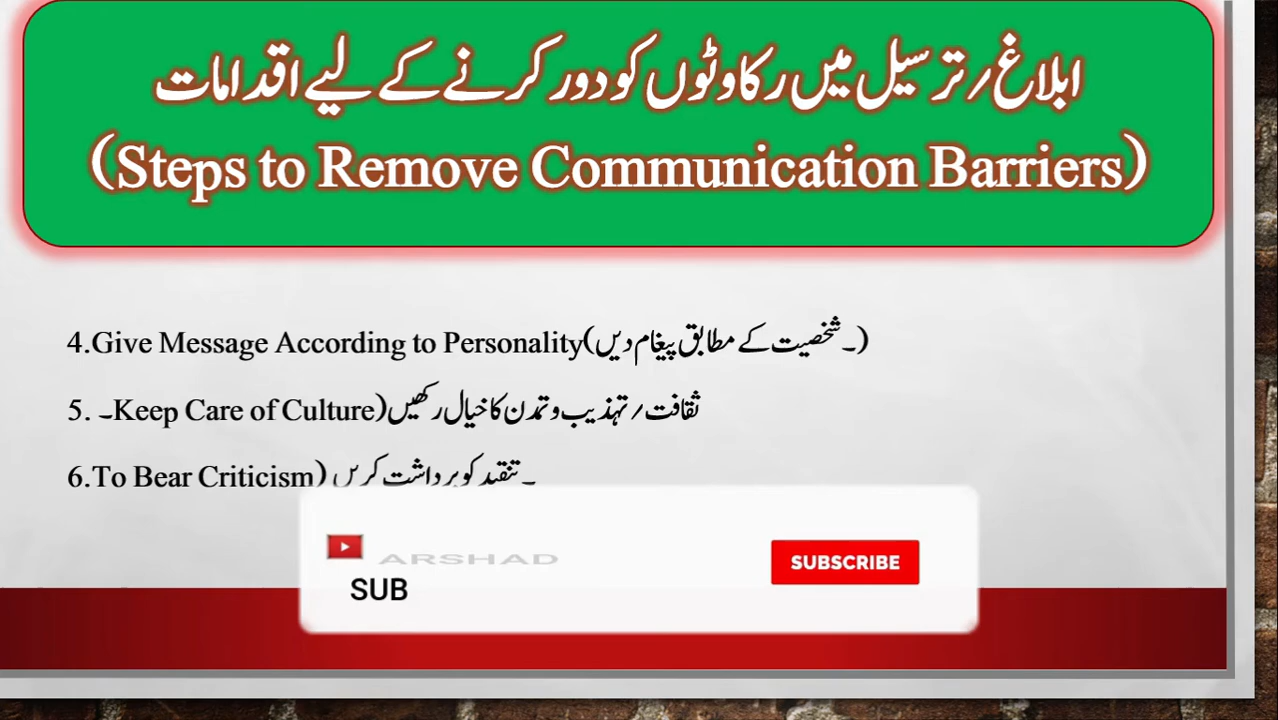 ابلاغ/ترسیل میں رکاوٹوں کو دور کرنے کے لیے اقدامات
(Steps to Remove Communication Barriers)
4.Give Message According to Personality(شخصیت کے مطابق پیغام دیں۔)
5. ۔Keep Care of Culture(ثقافت/تہذیب و تمدن کا خیال رکھیں
6.To Bear Criticism) تنقید کو برداشت کریں۔
ARSHAD
SUB
SUBSCRIBE